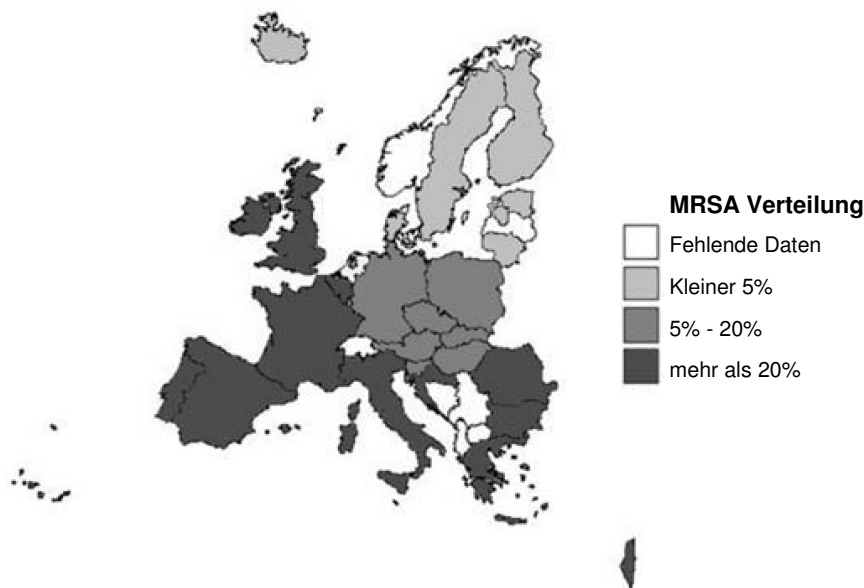 MRSA Verteilung
Fehlende Daten
Kleiner 5%
5% - 20%
mehr als 20%